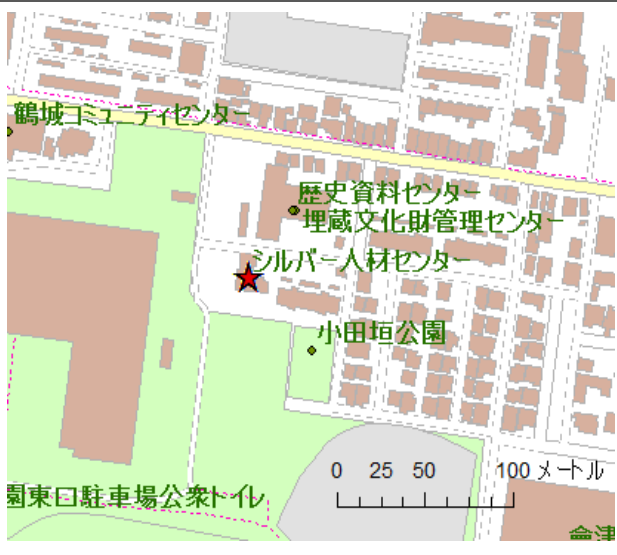 鶴城コミュニティセンター
歴史資料センター
埋蔵文化財管理センター
シルバー人材センター
小田垣公園
0 25 50 100 メートル
園東口駐車場公衆トイレ
會津